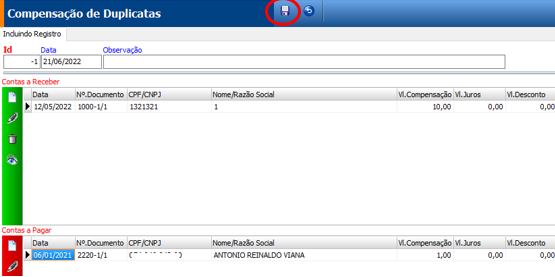 Compensação de Duplicatas
Incluindo Registro
Id Data Observação
-1 21/06/2022
Contas a Receber
Data Nº.Documento CPF/CNPJ Nome/Razão Social Vl.Compensação Vl.Juros Vl.Desconto
12/05/2022 1000-1/1 1321321 1 10,00 0,00 0,00
Contas a Pagar
Data Nº.Documento CPF/CNPJ Nome/Razão Social Vl.Compensação Vl.Juros Vl.Desconto
06/01/2021 2220-1/1 ANTONIO REINALDO VIANA 1,00 0,00 0,00